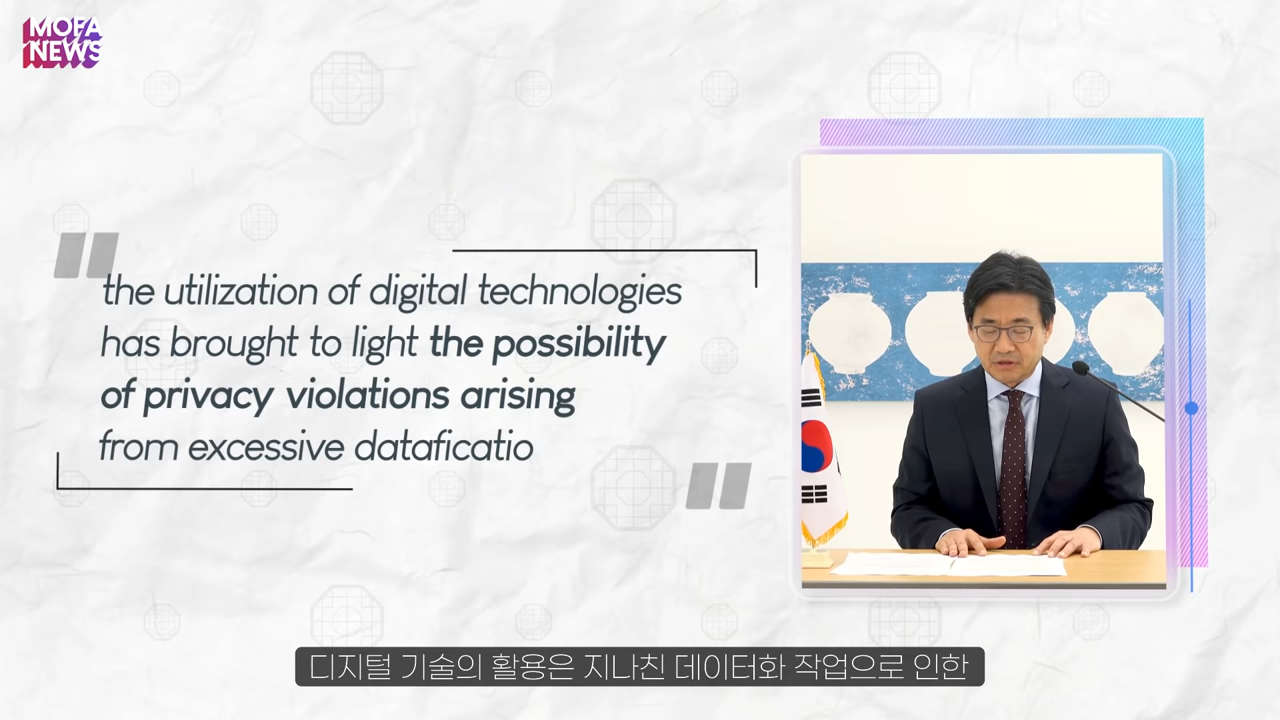 MOFA
NEWS
the utilization of digital technologies
has brought to light the possibility
of privacy violations arising
from excessive dataficatio
디지털 기술의 활용은 지나친 데이터화 작업으로 인한